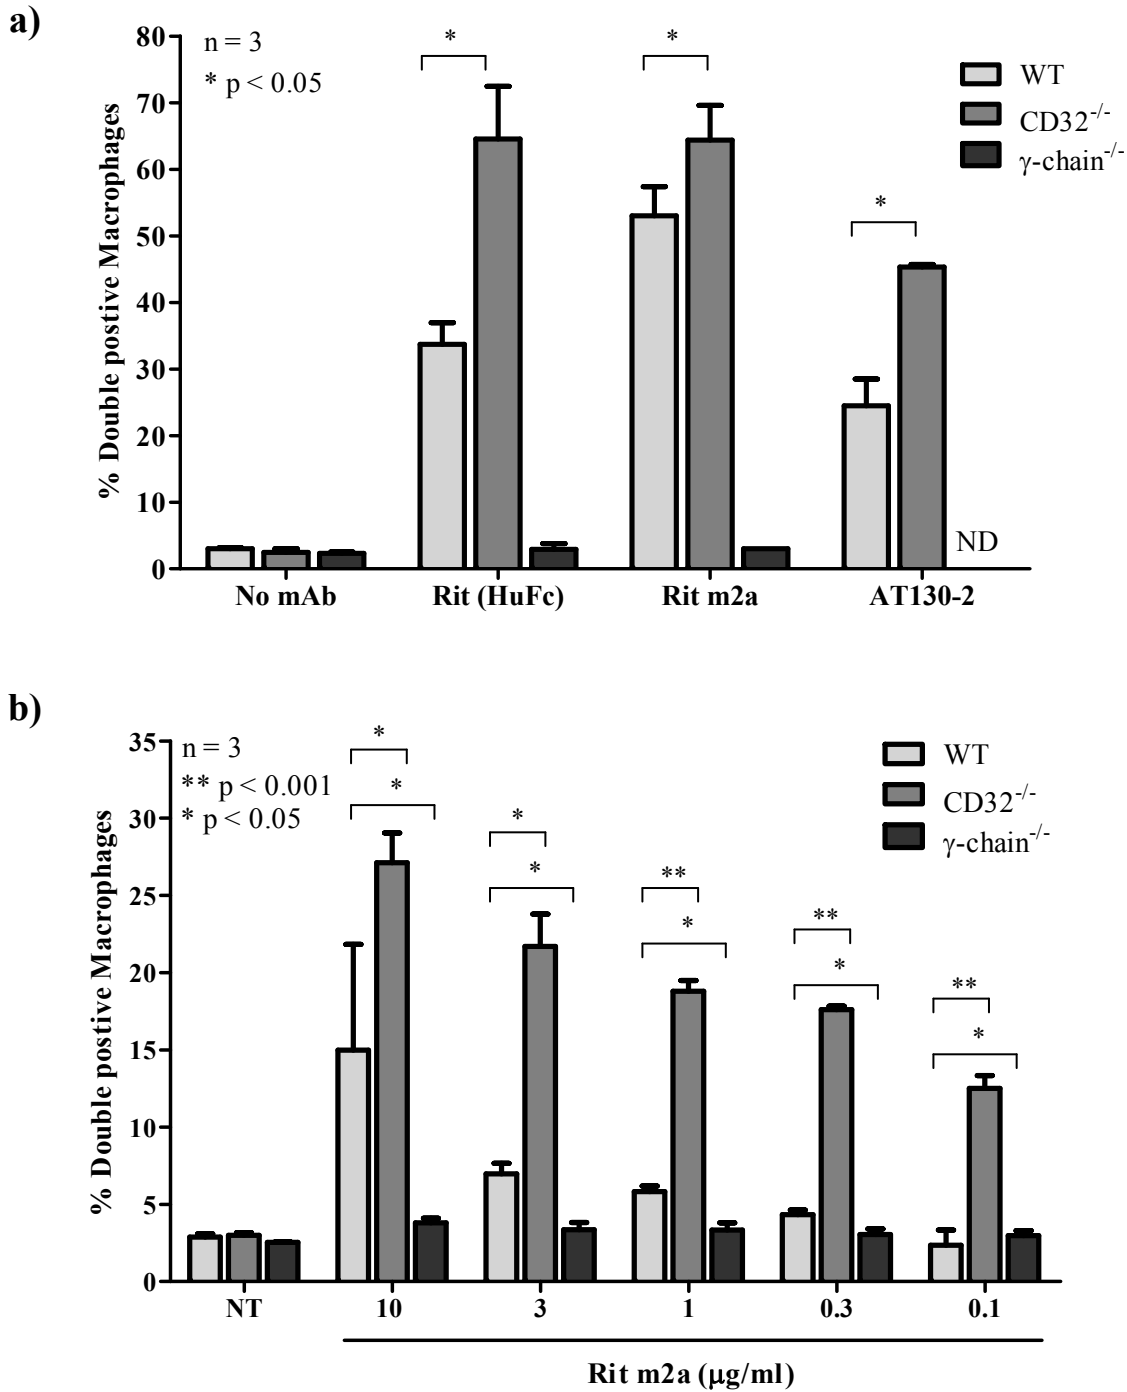 a)
n = 3
* p < 0.05
WT
CD32-/-
γ-chain-/-
% Double postive Macrophages
80
70
60
50
40
30
20
10
0
*
*
*
ND
No mAb
Rit (HuFc)
Rit m2a
AT130-2
b)
n = 3
** p < 0.001
* p < 0.05
WT
CD32-/-
γ-chain-/-
% Double postive Macrophages
35
30
25
20
15
10
5
0
*
*
*
*
**
*
**
*
**
*
NT
10
3
1
0.3
0.1
Rit m2a (μg/ml)